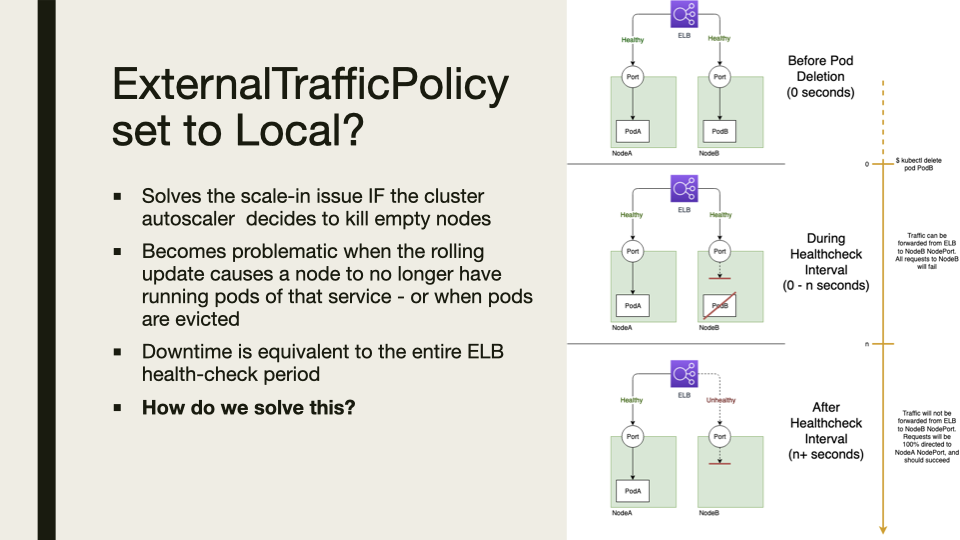 ExternalTrafficPolicy
set to Local?
▪ Solves the scale-in issue IF the cluster
autoscaler  decides to kill empty nodes
▪ Becomes problematic when the rolling
update causes a node to no longer have
running pods of that service - or when pods
are evicted
▪ Downtime is equivalent to the entire ELB
health-check period
▪ How do we solve this?
ELB
Healthy
Healthy
Port
Port
PodA
PodB
NodeA
NodeB
Before Pod
Deletion
(0 seconds)
0
$ kubectl delete
pod PodB
ELB
Healthy
Healthy
Port
Port
PodA
PodB
NodeA
NodeB
During
Healthcheck
Interval
(0 - n seconds)
Traffic can be
forwarded from ELB
to NodeB NodePort.
All requests to NodeB
will fail
n
ELB
Healthy
Unhealthy
Port
Port
PodA
NodeA
NodeB
After
Healthcheck
Interval
(n+ seconds)
Traffic will not be
forwarded from ELB
to NodeB NodePort.
Requests will be
100% directed to
NodeA NodePort, and
should succeed